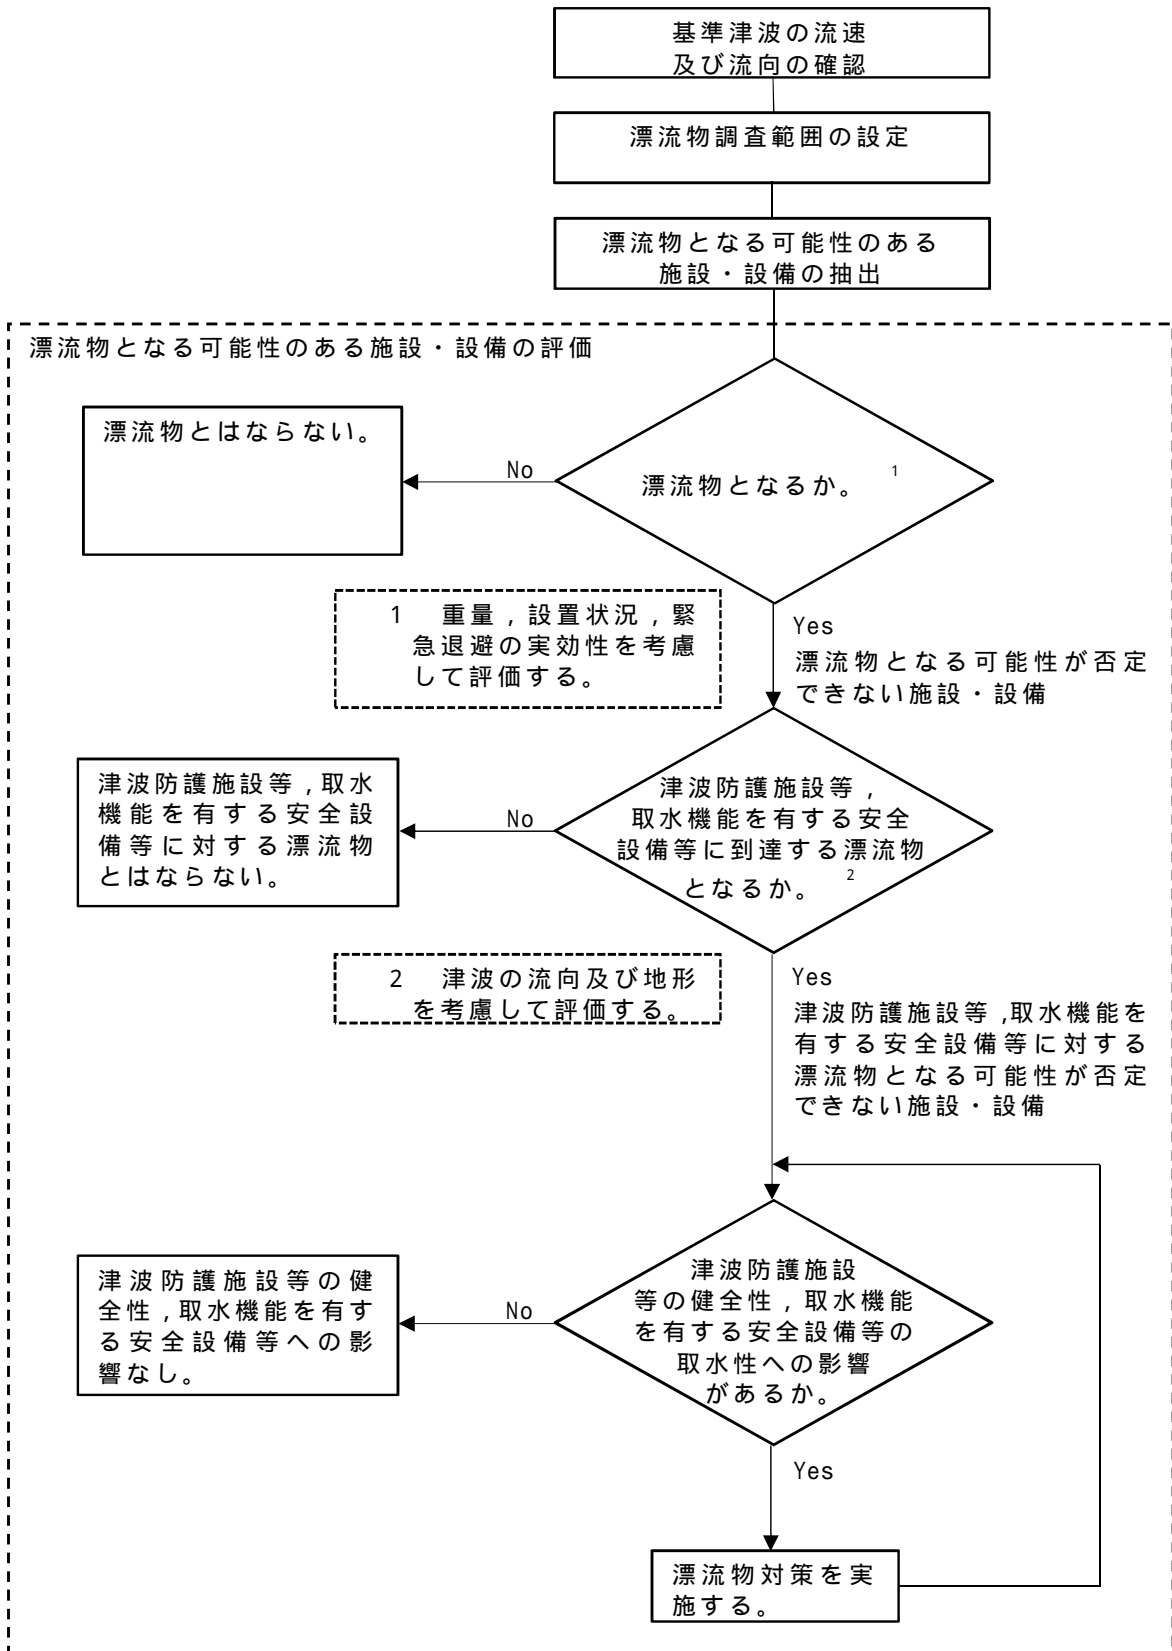 基準津波の流速
及び流向の確認
漂流物調査範囲の設定
漂流物となる可能性のある
施設・設備の抽出
漂流物となる可能性のある施設・設備の評価
漂流物とはならない。
No
漂流物となるか。 1
1 重量,設置状況,緊
急退避の実効性を考慮
して評価する。
Yes
漂流物となる可能性が否定
できない施設・設備
津波防護施設等,取水
機能を有する安全設
備等に対する漂流物
とはならない。
No
津波防護施設等,
取水機能を有する安全
設備等に到達する漂流物
となるか。 2
2 津波の流向及び地形
を考慮して評価する。
Yes
津波防護施設等,取水機能を
有する安全設備等に対する
漂流物となる可能性が否定
できない施設・設備
津波防護施設等の健
全性,取水機能を有す
る安全設備等への影
響なし。
No
津波防護施設
等の健全性,取水機能
を有する安全設備等の
取水性への影響
があるか。
Yes
漂流物対策を実
施する。